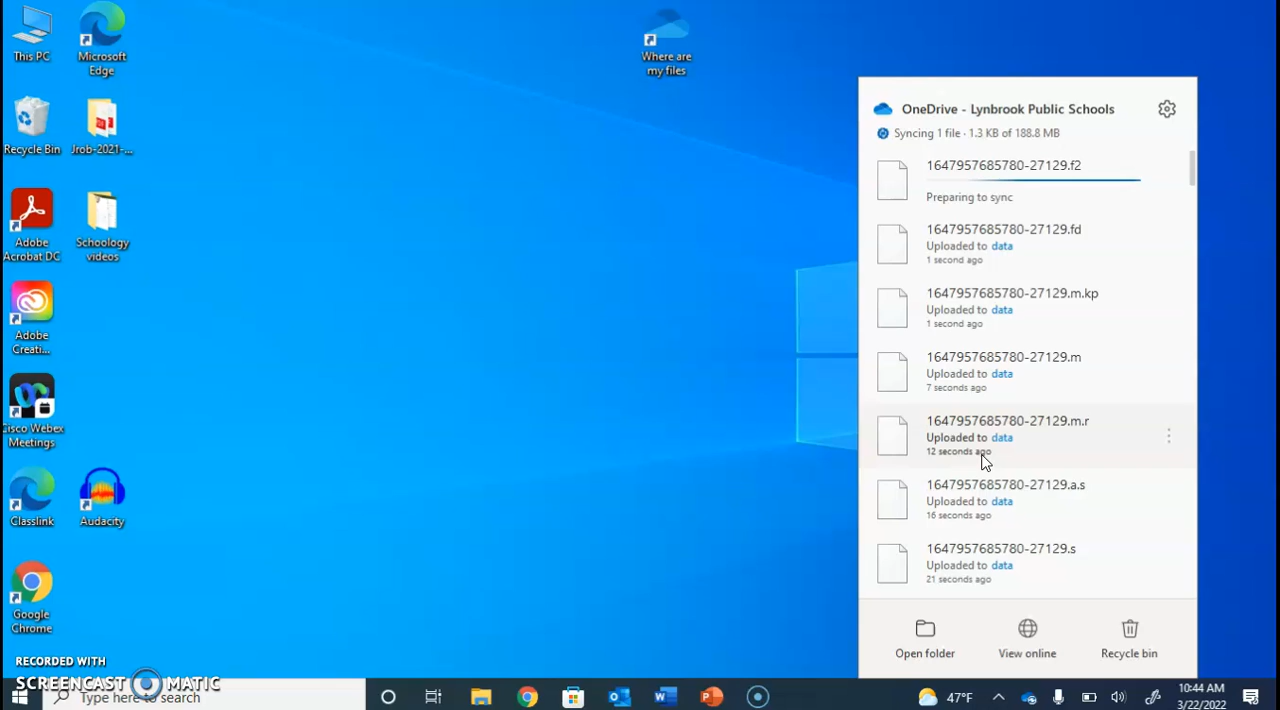 This PC
Microsoft
Edge
Where are
my files
Recycle Bin
Jrob-2021-...
Adobe
Acrobat DC
Schoology
videos
Adobe
Creati...
Cisco Webex
Meetings
Classlink
Audacity
Google
Chrome
OneDrive - Lynbrook Public Schools
Syncing 1 file · 1.3 KB of 188.8 MB
1647957685780-27129.f2
Preparing to sync
1647957685780-27129.fd
Uploaded to data
1 second ago
1647957685780-27129.m.kp
Uploaded to data
1 second ago
1647957685780-27129.m
Uploaded to data
7 seconds ago
1647957685780-27129.m.r
Uploaded to data
12 seconds ago
1647957685780-27129.a.s
Uploaded to data
16 seconds ago
1647957685780-27129.s
Uploaded to data
21 seconds ago
Open folder
View online
Recycle bin
RECORDED WITH
SCREENCAST MATIC
Type here to search
47°F
10:44 AM
3/22/2022